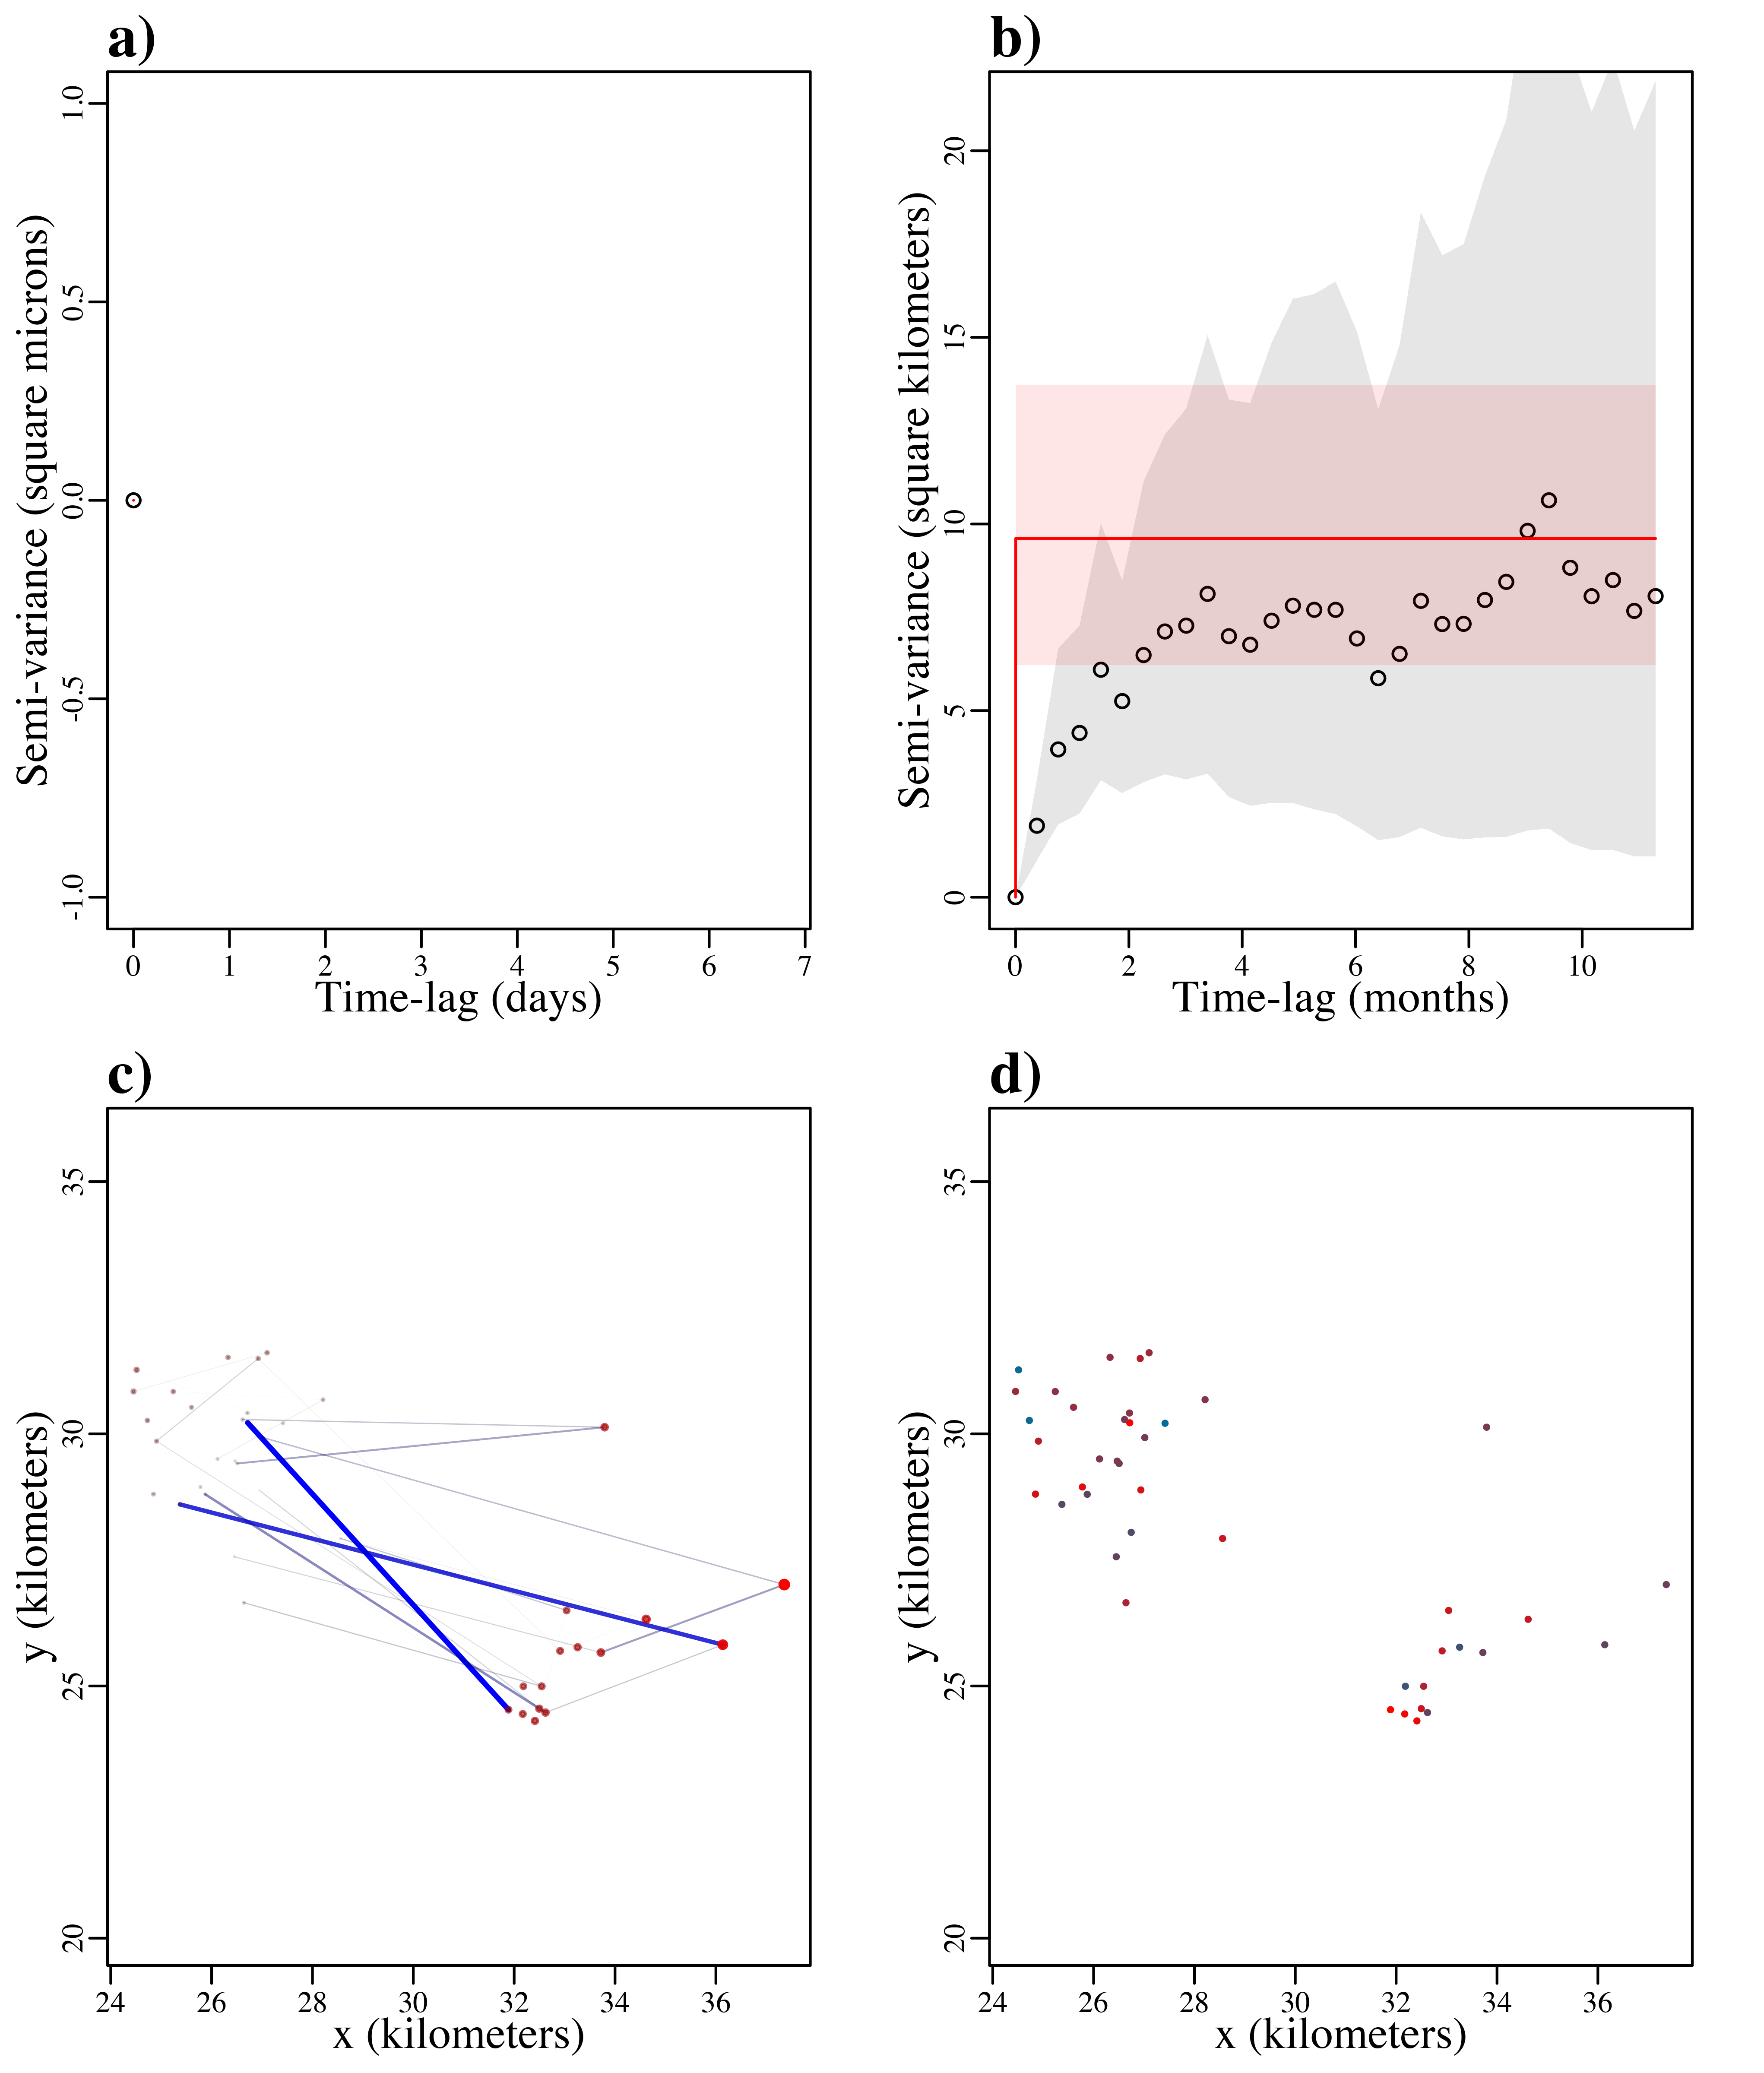 a)
Semi-variance (square microns)
1.0
0.5
0.0
-0.5
-1.0
0 1 2 3 4 5 6 7
Time-lag (days)
b)
Semi-variance (square kilometers)
20
15
10
5
0
0 2 4 6 8 10
Time-lag (months)
c)
y (kilometers)
35
30
25
20
24 26 28 30 32 34 36
x (kilometers)
d)
y (kilometers)
35
30
25
20
24 26 28 30 32 34 36
x (kilometers)